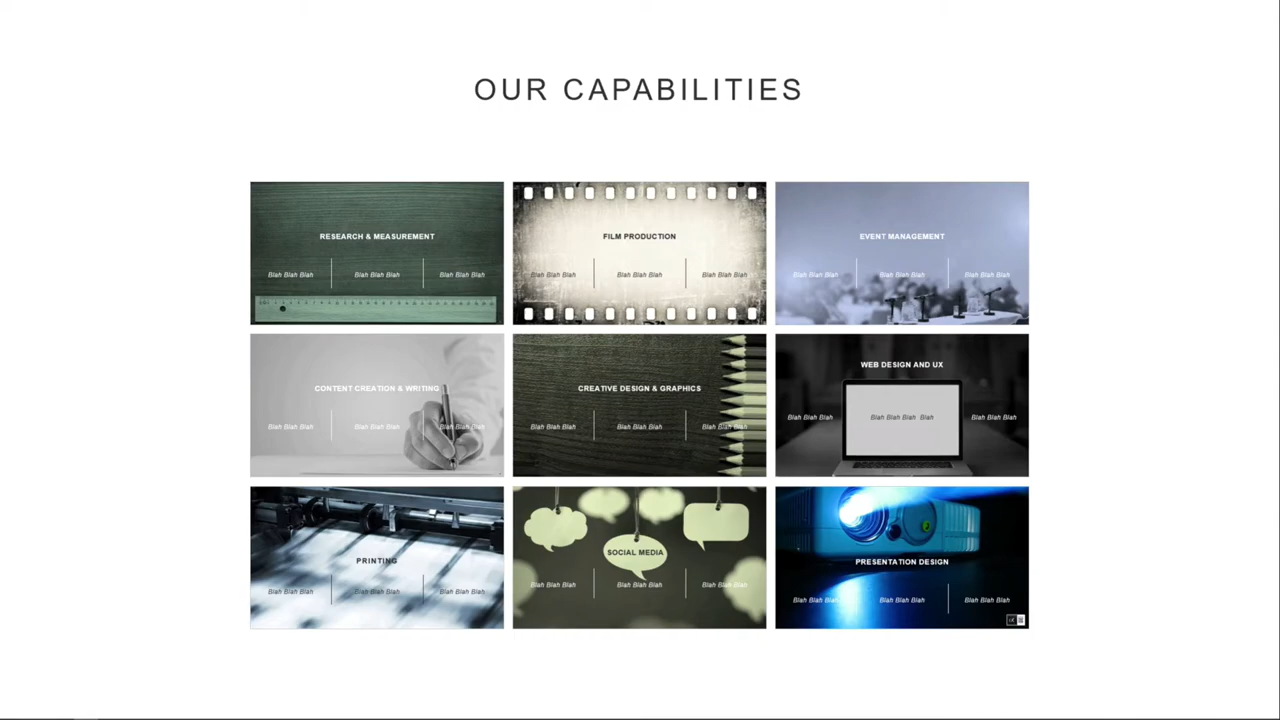 OUR CAPABILITIES
RESEARCH & MEASUREMENT
Blah Blah Blah
Blah Blah Blah
Blah Blah Blah
FILM PRODUCTION
Blah Blah Blah
Blah Blah Blah
Blah Blah Blah
EVENT MANAGEMENT
Blah Blah Blah
Blah Blah Blah
Blah Blah Blah
CONTENT CREATION & WRITING
Blah Blah Blah
Blah Blah Blah
Blah Blah Blah
CREATIVE DESIGN & GRAPHICS
Blah Blah Blah
Blah Blah Blah
Blah Blah Blah
WEB DESIGN AND UX
Blah Blah Blah
Blah Blah Blah Blah
Blah Blah Blah
PRINTING
Blah Blah Blah
Blah Blah Blah
Blah Blah Blah
SOCIAL MEDIA
Blah Blah Blah
Blah Blah Blah
Blah Blah Blah
PRESENTATION DESIGN
Blah Blah Blah
Blah Blah Blah
Blah Blah Blah